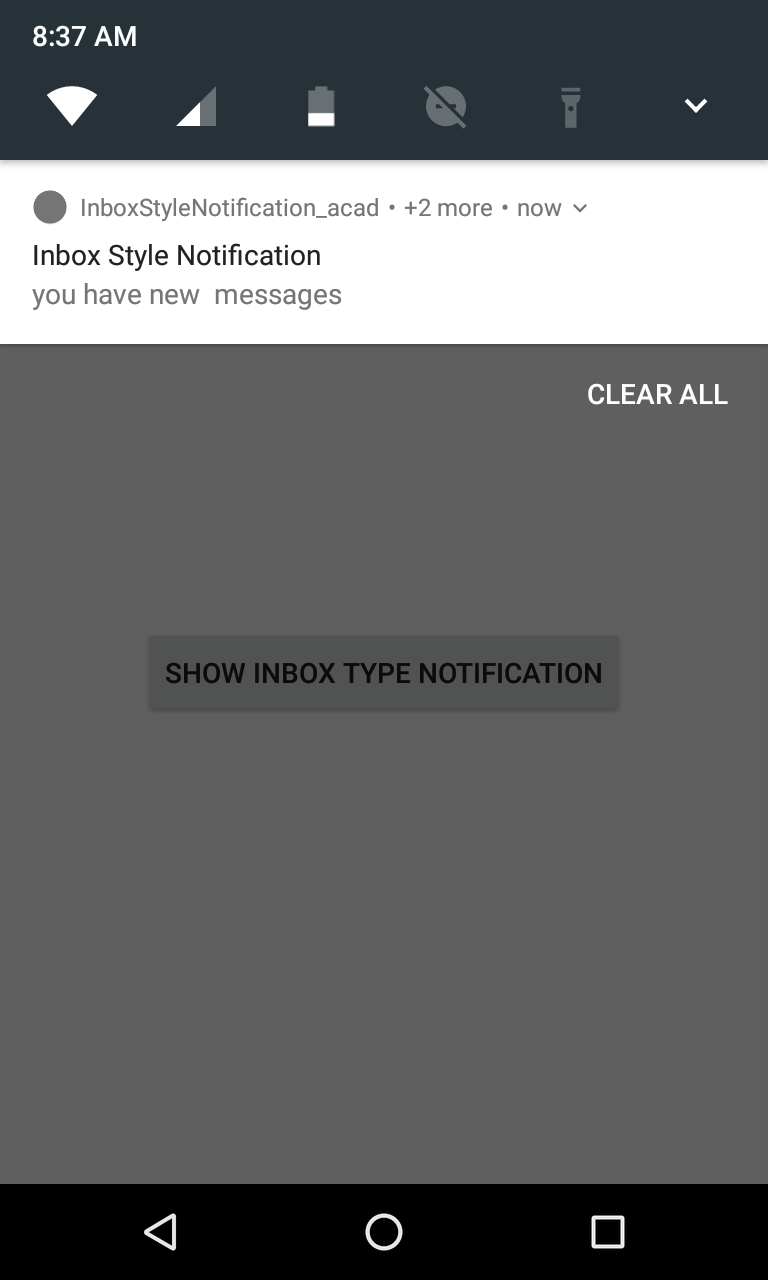 8:37 AM
InboxStyleNotification_acad • +2 more • now
Inbox Style Notification
you have new  messages
CLEAR ALL
SHOW INBOX TYPE NOTIFICATION